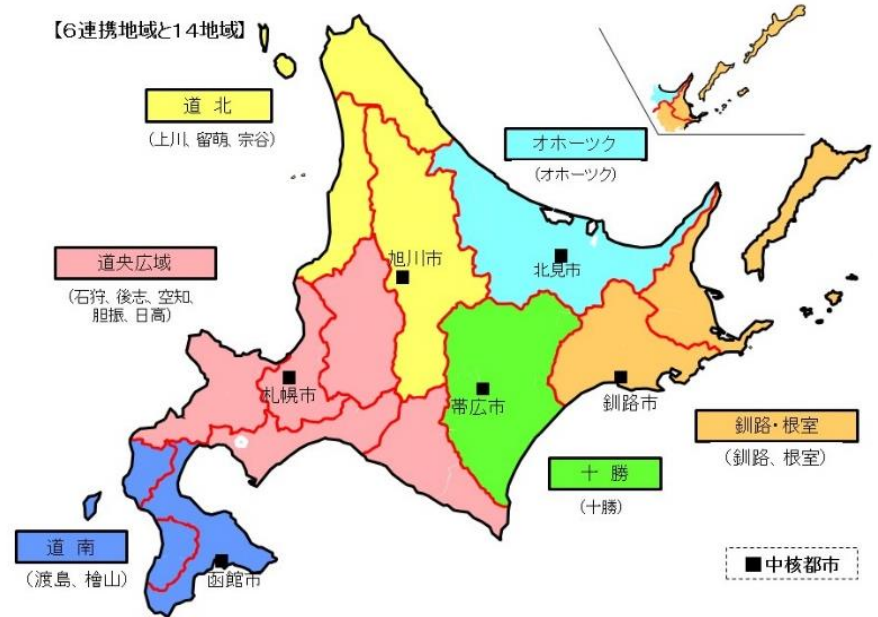 【6連携地域と14地域】
道 北
(上川、留萌、宗谷)
オホーツク
(オホーツク)
旭川市
北見市
道央広域
(石狩、後志、空知、
胆振、日高)
札幌市
帯広市
釧路市
釧路・根室
(釧路、根室)
十 勝
(十勝)
道 南
(渡島、檜山)
函館市
■中核都市